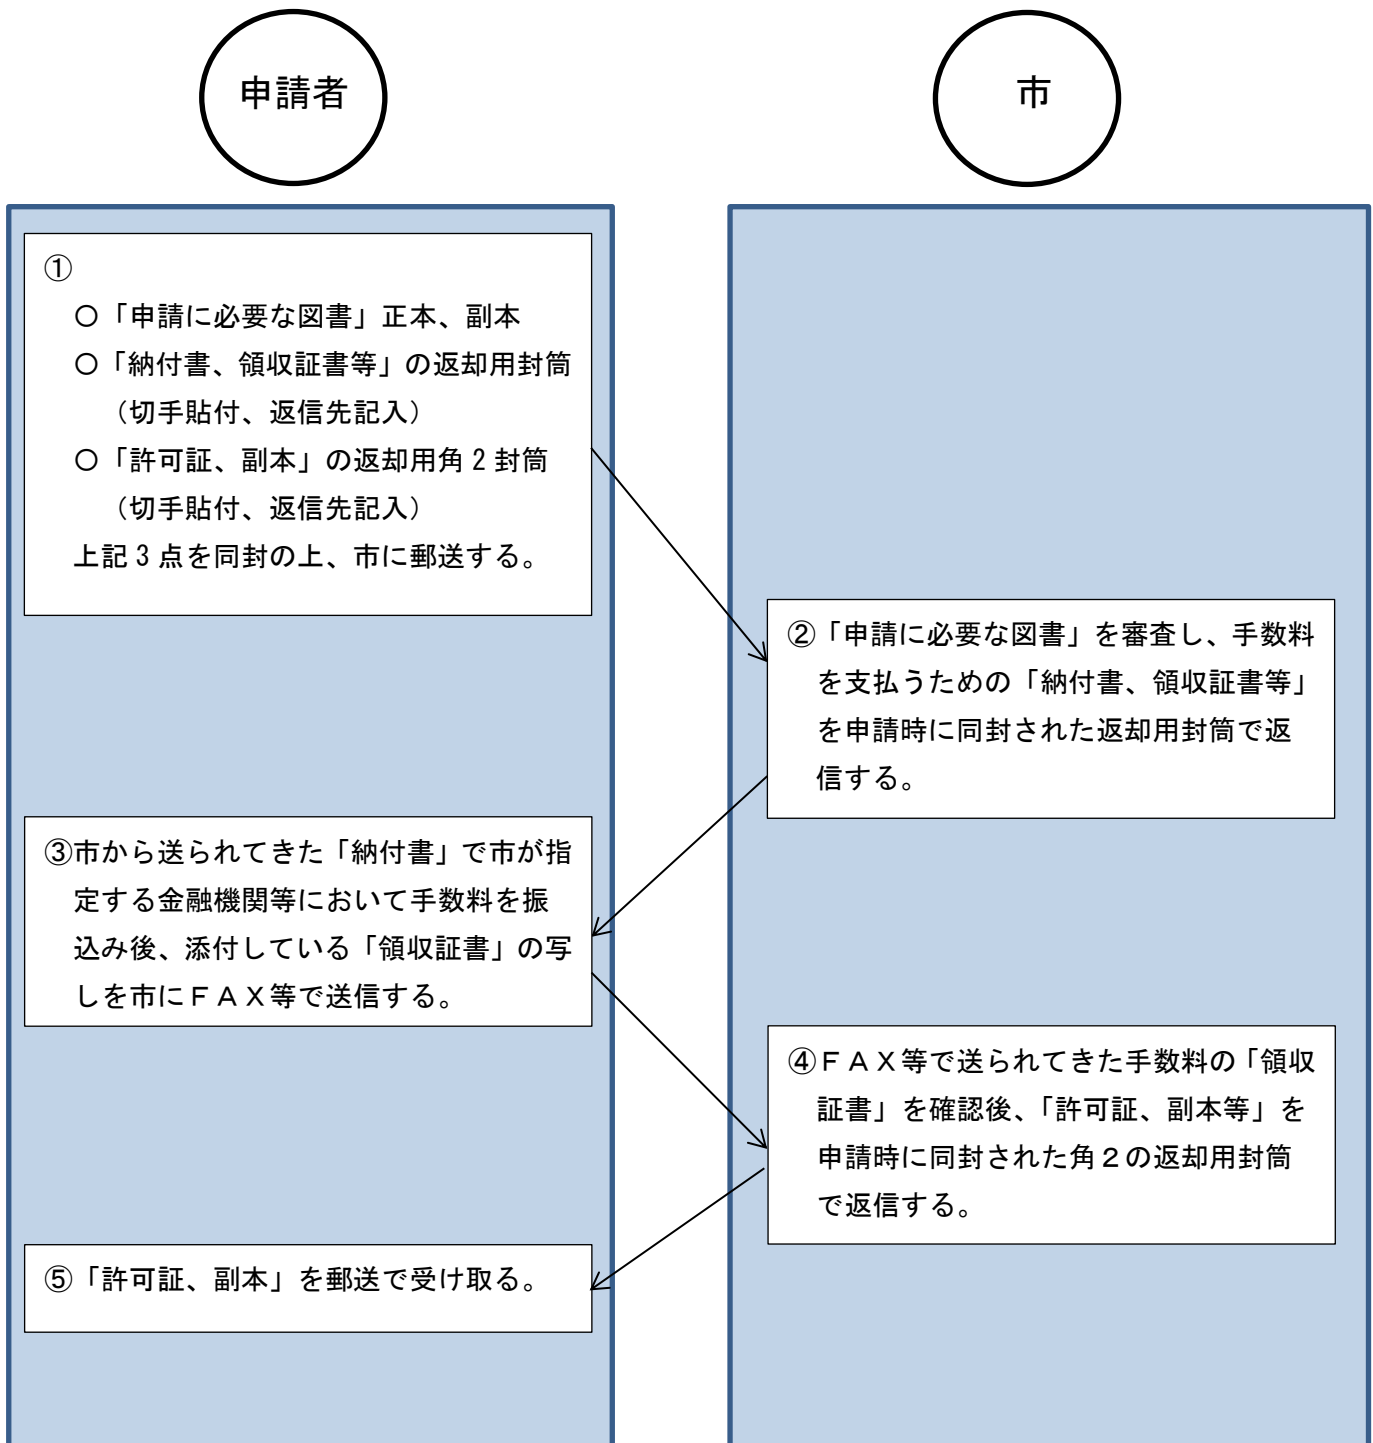 申請者
市
①
○「申請に必要な図書」正本、副本
○「納付書、領収証書等」の返却用封筒
（切手貼付、返信先記入）
○「許可証、副本」の返却用角２封筒
（切手貼付、返信先記入）
上記３点を同封の上、市に郵送する。
②「申請に必要な図書」を審査し、手数料
を支払うための「納付書、領収証書等」
を申請時に同封された返却用封筒で返
信する。
③市から送られてきた「納付書」で市が指
定する金融機関等において手数料を振
込み後、添付している「領収証書」の写
しを市にＦＡＸ等で送信する。
④ＦＡＸ等で送られてきた手数料の「領収
証書」を確認後、「許可証、副本等」を
申請時に同封された角２の返却用封筒
で返信する。
⑤「許可証、副本」を郵送で受け取る。